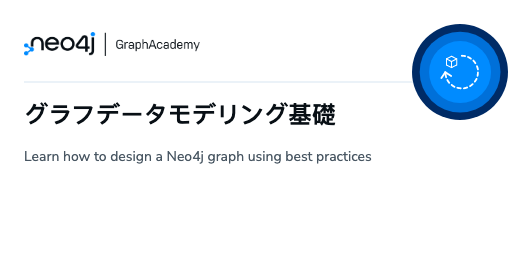 neo4j GraphAcademy
グラフデータモデリング基礎
Learn how to design a Neo4j graph using best practices